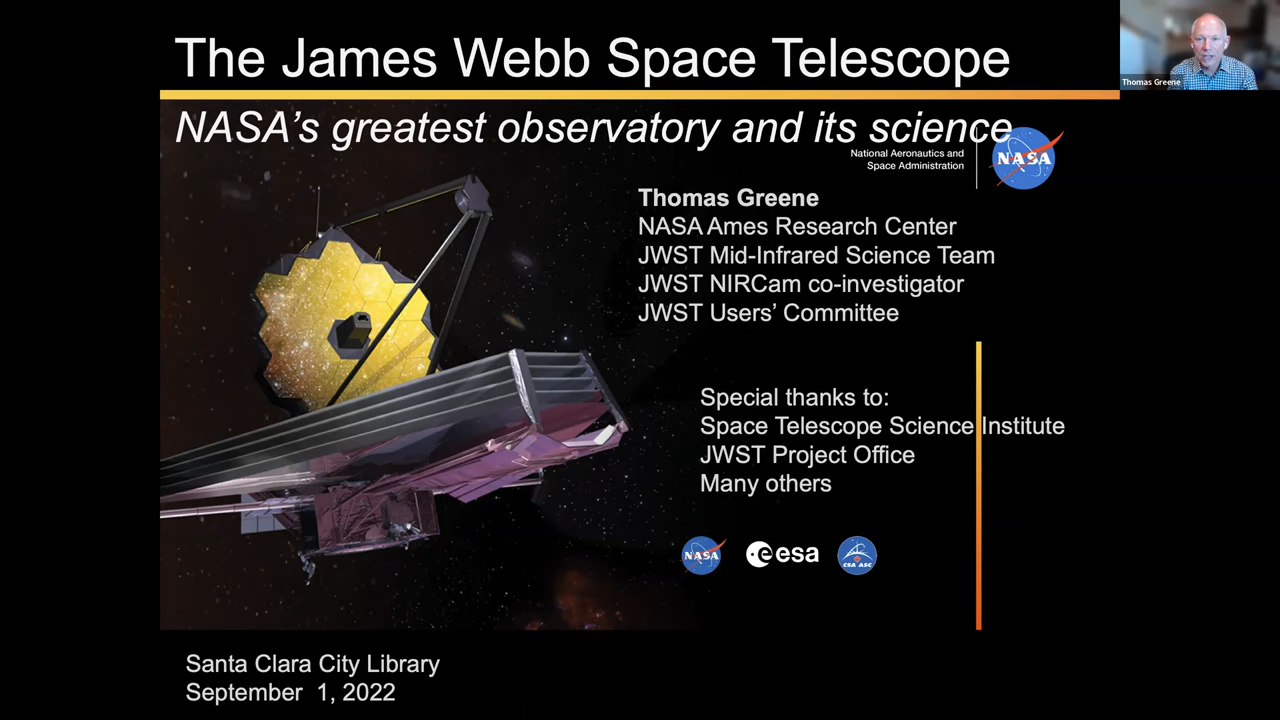 The James Webb Space Telescope
Thomas Greene
NASA's greatest observatory and its science
National Aeronautics and
Space Administration
NASA
Thomas Greene
NASA Ames Research Center
JWST Mid-Infrared Science Team
JWST NIRCam co-investigator
JWST Users' Committee
Special thanks to:
Space Telescope Science Institute
JWST Project Office
Many others
NASA
esa
CSA ASC
Santa Clara City Library
September 1, 2022